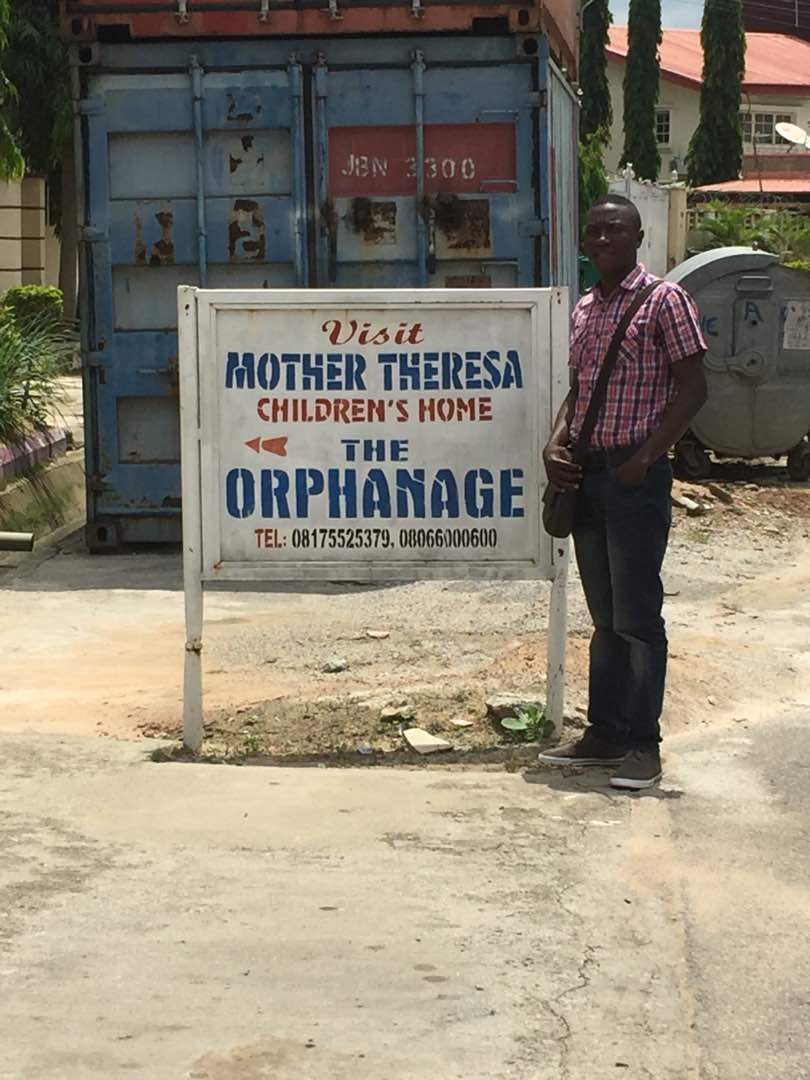 JBN 3300
Visit
MOTHER THERESA
CHILDREN'S HOME
THE
ORPHANAGE
TEL: 08175525379, 08066000600